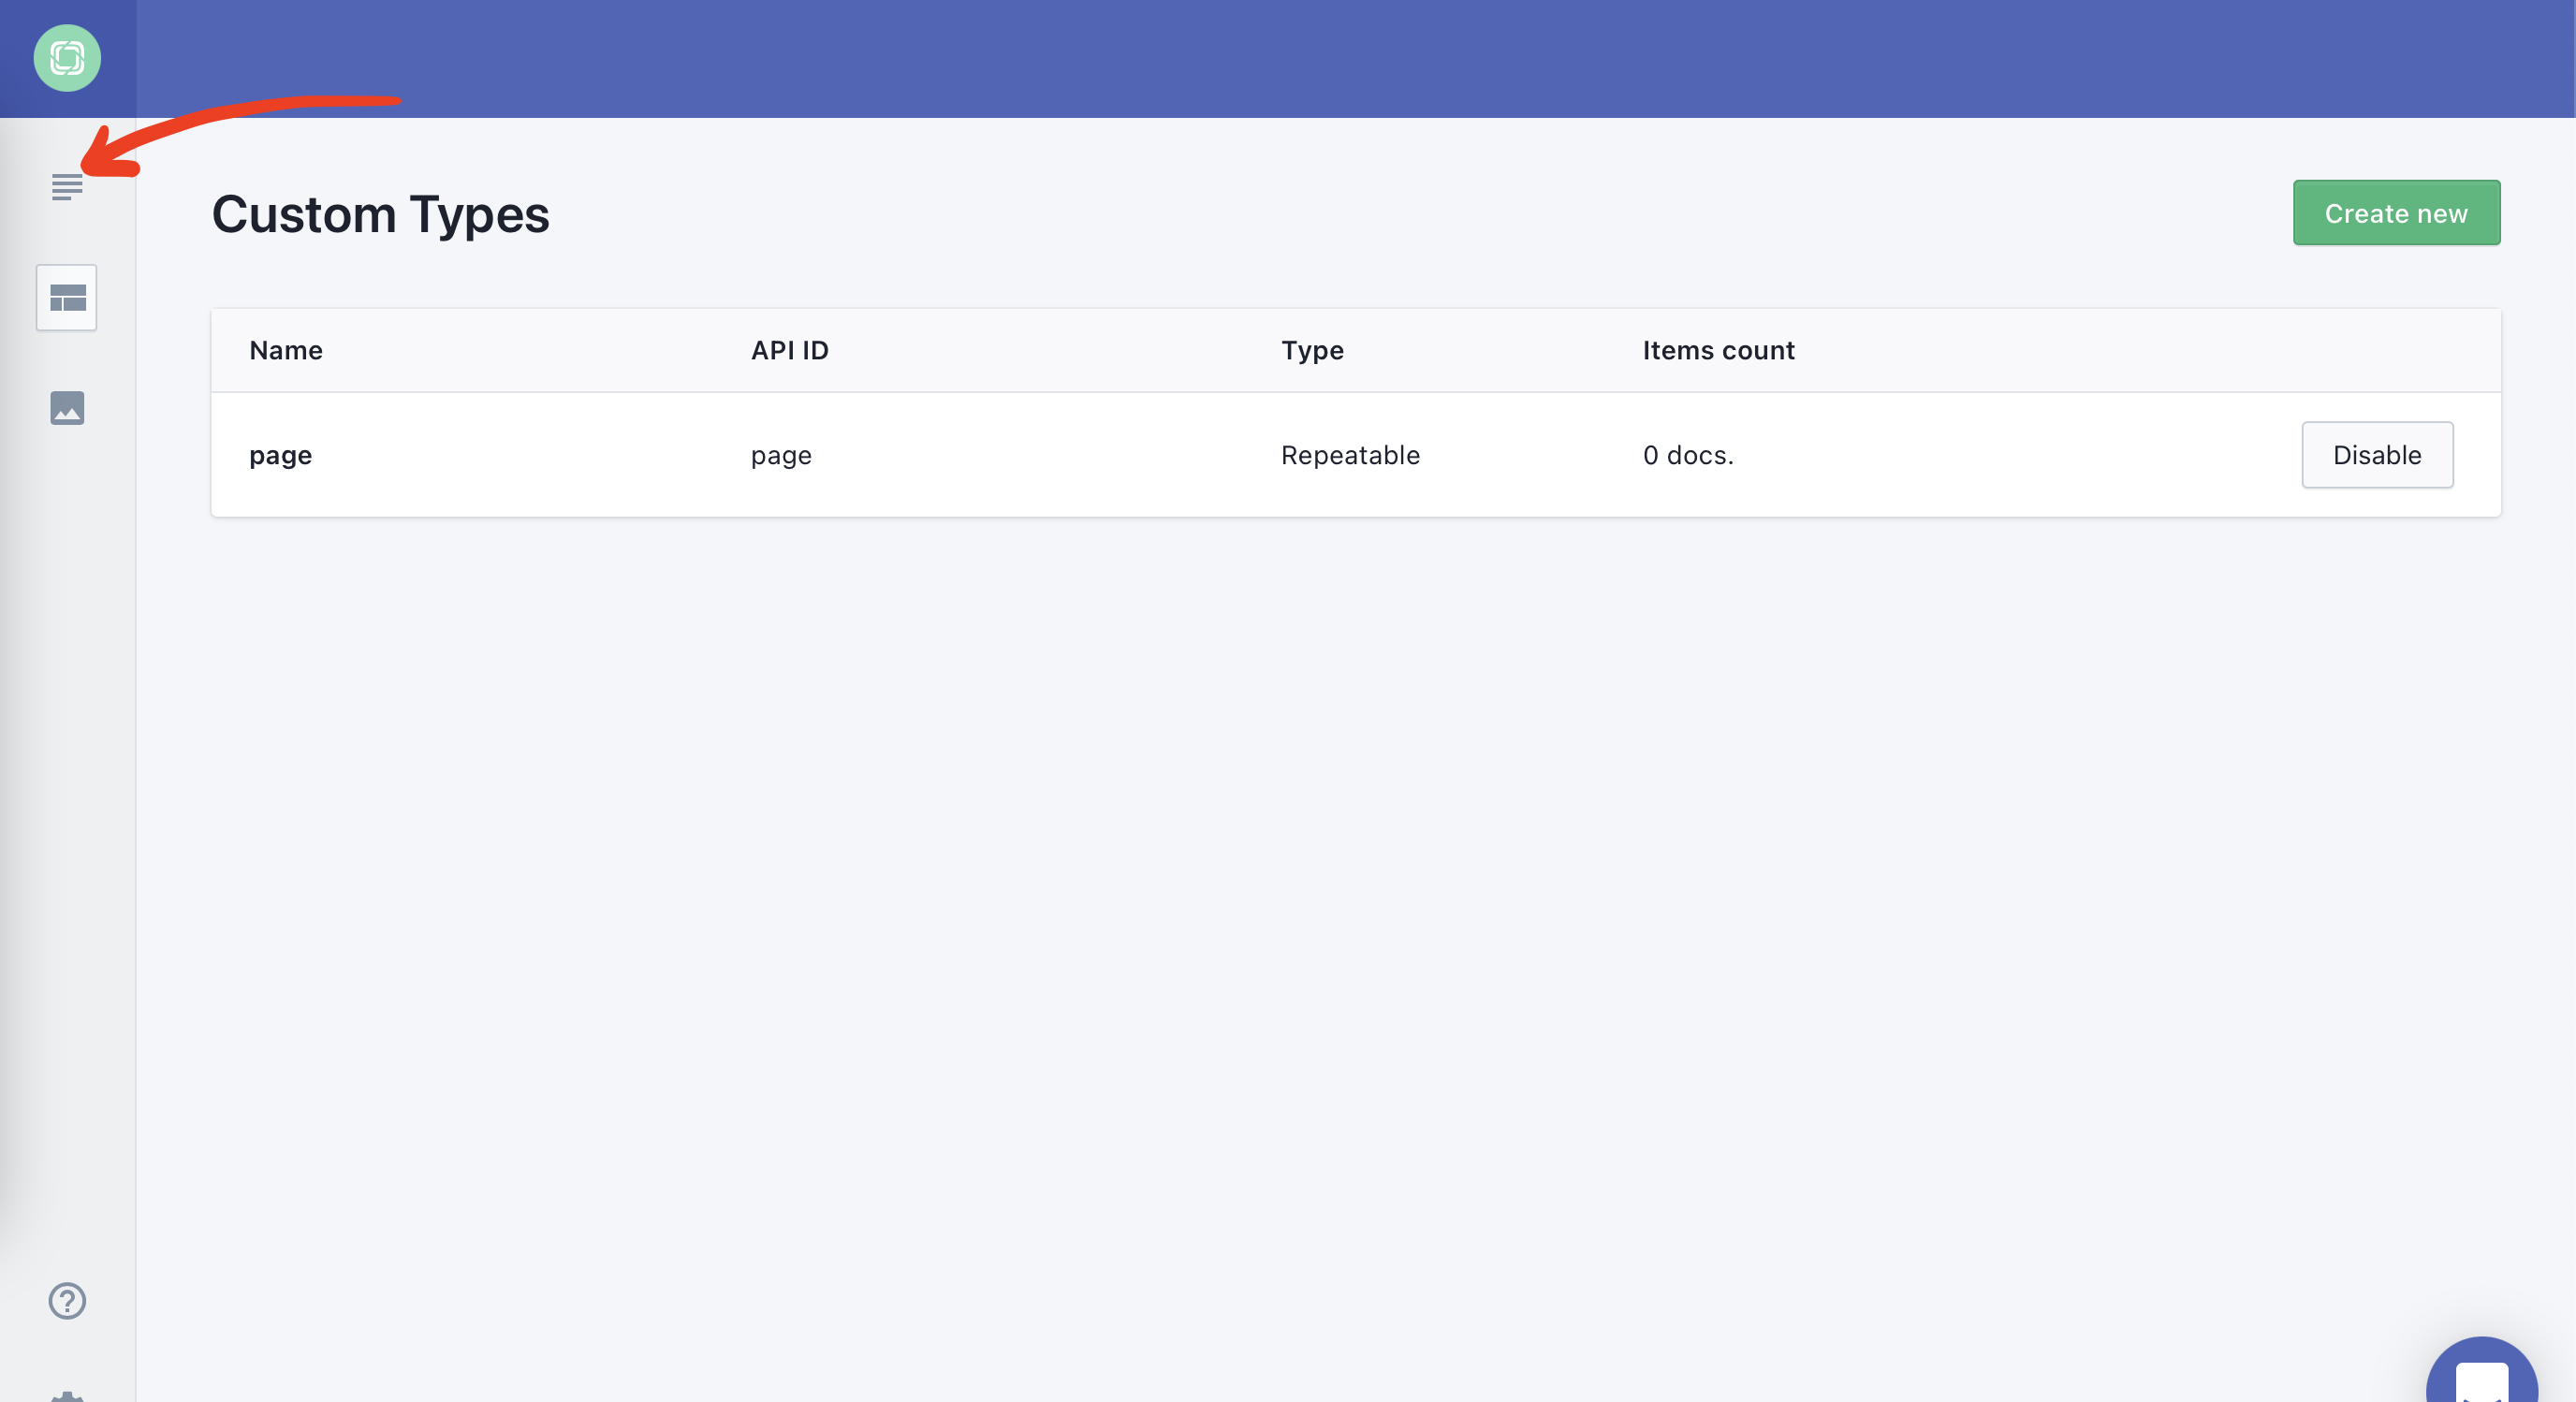 Custom Types
Create new
Name API ID Type Items count
page page Repeatable 0 docs. Disable